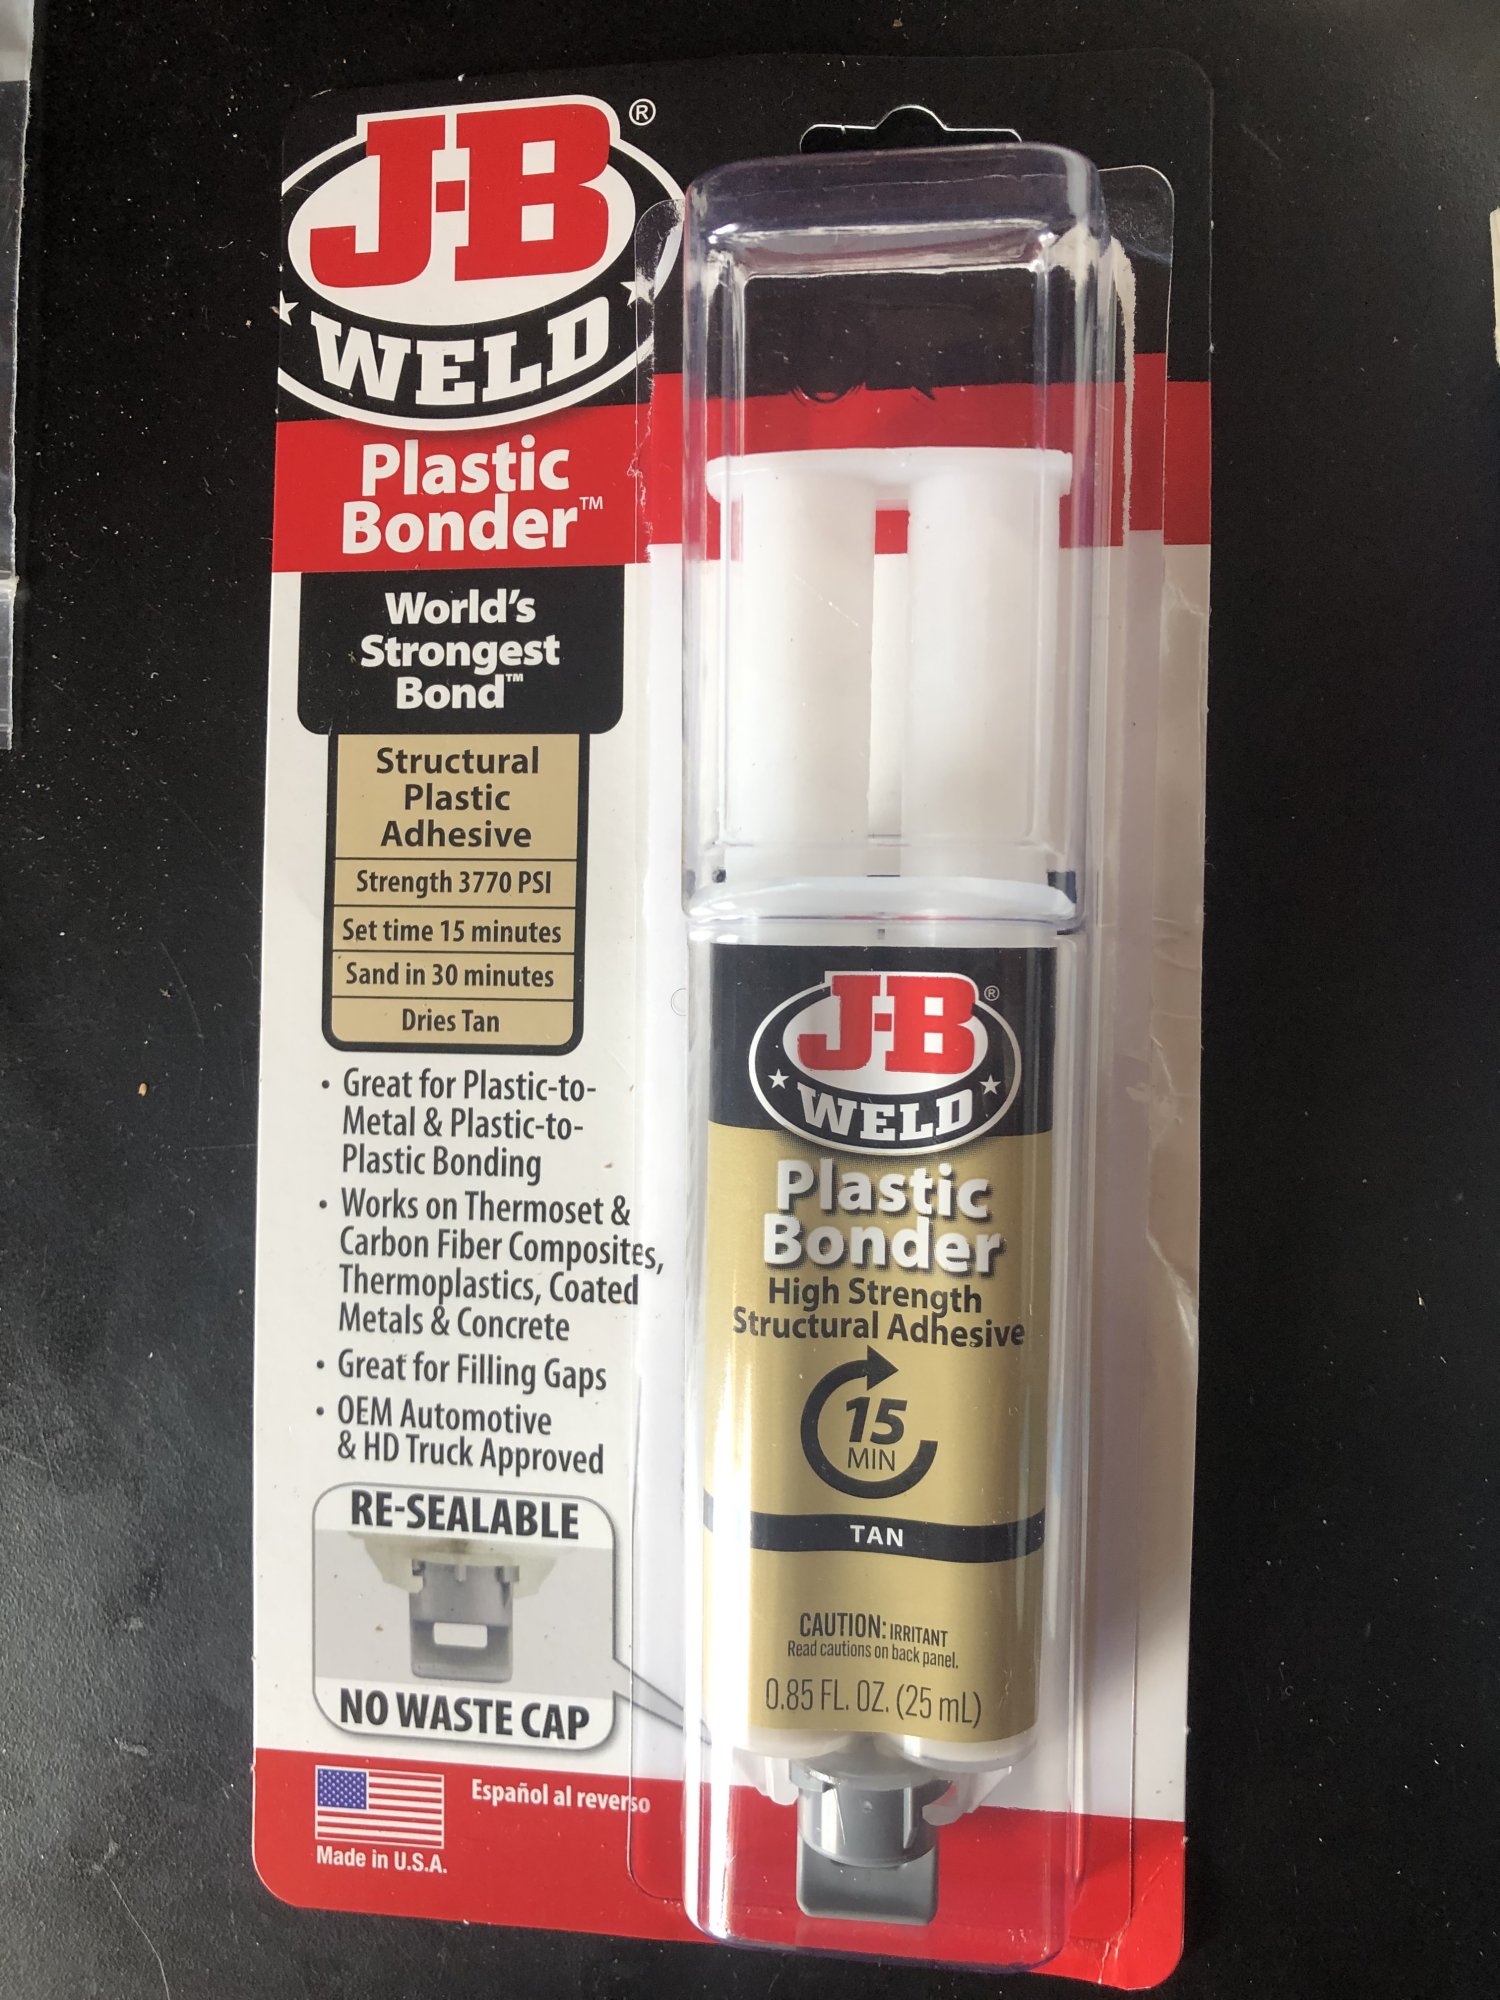 J-B®
WELD
Plastic
Bonder™
World's
Strongest
Bond™
Structural
Plastic
Adhesive
Strength 3770 PSI
Set time 15 minutes
Sand in 30 minutes
Dries Tan
• Great for Plastic-to-
Metal & Plastic-to-
Plastic Bonding
• Works on Thermoset &
Carbon Fiber Composites,
Thermoplastics, Coated
Metals & Concrete
• Great for Filling Gaps
• OEM Automotive
& HD Truck Approved
RE-SEALABLE
NO WASTE CAP
Español al reverso
Made in U.S.A.
J-B®
WELD
Plastic
Bonder
High Strength
Structural Adhesive
15
MIN
TAN
CAUTION: IRRITANT
Read cautions on back panel.
0.85 FL. OZ. (25 mL)